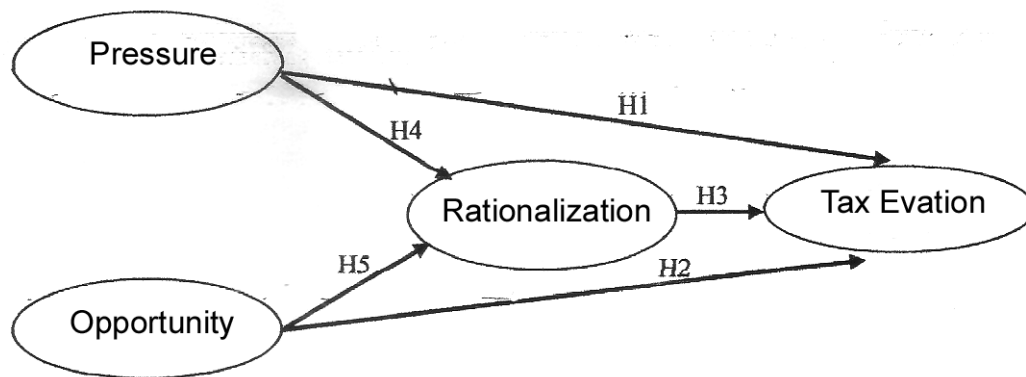 Pressure
H1
H4
Rationalization
H3
Tax Evation
H5
H2
Opportunity